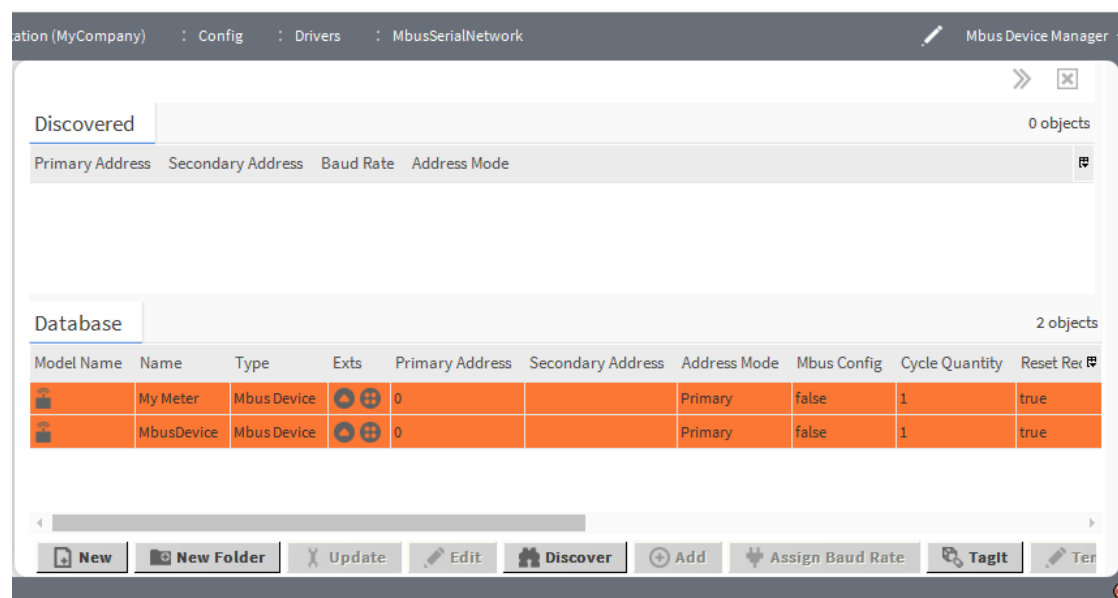 ation (MyCompany) : Config : Drivers : MbusSerialNetwork Mbus Device Manager
Discovered 0 objects
Primary Address Secondary Address Baud Rate Address Mode
Database 2 objects
Model Name Name Type Exts Primary Address Secondary Address Address Mode Mbus Config Cycle Quantity Reset Rec
My Meter Mbus Device 0 Primary false 1 true
MbusDevice Mbus Device 0 Primary false 1 true
New New Folder Update Edit Discover Add Assign Baud Rate TagIt Ter